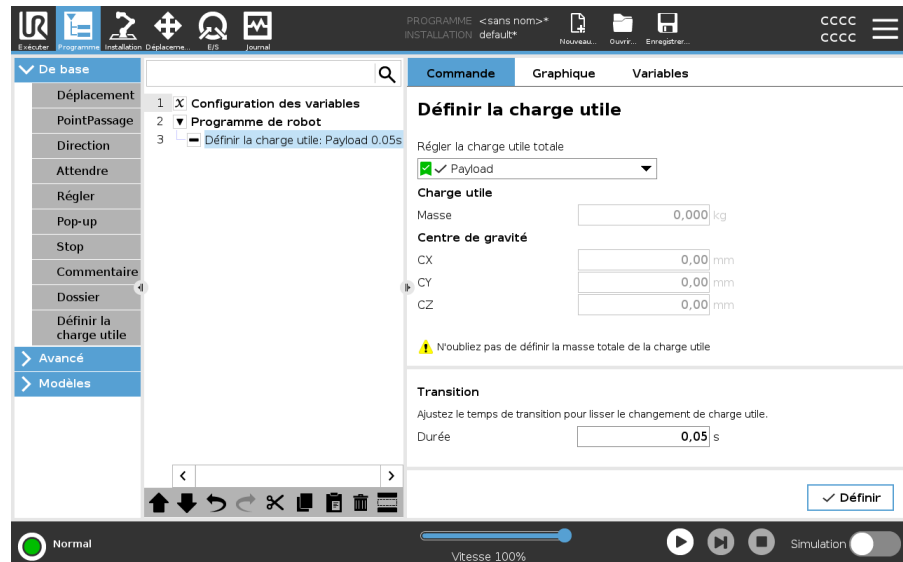 PROGRAMME <sans nom>*
INSTALLATION default*
cccc
cccc
Exécuter Programme Installation Déplaceme... E/S Journal
Nouveau... Ouvrir... Enregistrer...
De base
Déplacement
PointPassage
Direction
Attendre
Régler
Pop-up
Stop
Commentaire
Dossier
Définir la
charge utile
Avancé
Modèles
1 X Configuration des variables
2 Programme de robot
3 Définir la charge utile: Payload 0.05s
Commande Graphique Variables
Définir la charge utile
Régler la charge utile totale
Payload
Charge utile
Masse 0,000 kg
Centre de gravité
CX 0,00 mm
CY 0,00 mm
CZ 0,00 mm
N'oubliez pas de définir la masse totale de la charge utile
Transition
Ajustez le temps de transition pour lisser le changement de charge utile.
Durée 0,05 s
Définir
Normal
Vitesse 100%
Simulation